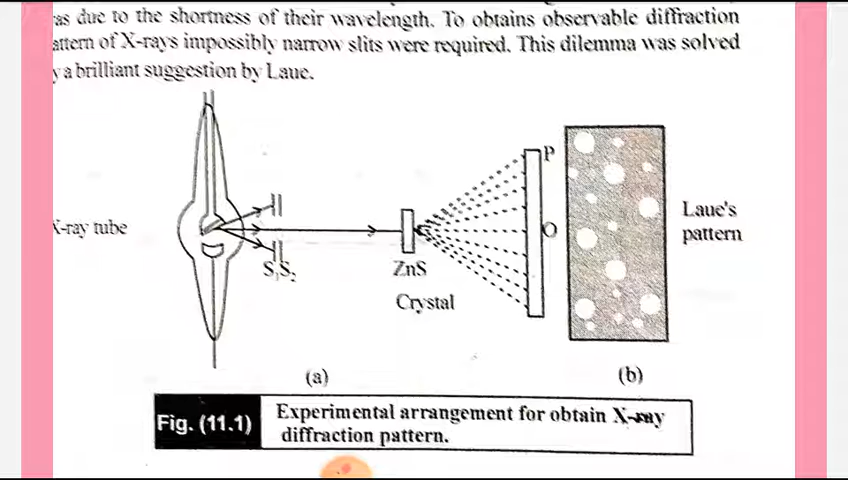 as due to the shortness of their wavelength. To obtains observable diffraction
attern of X-rays impossibly narrow slits were required. This dilemma was solved
y a brilliant suggestion by Laue.
P
X-ray tube
O
Laue's
pattern
S₁S₂
ZnS
Crystal
(a)
(b)
Fig. (11.1)
Experimental arrangement for obtain X-ray
diffraction pattern.